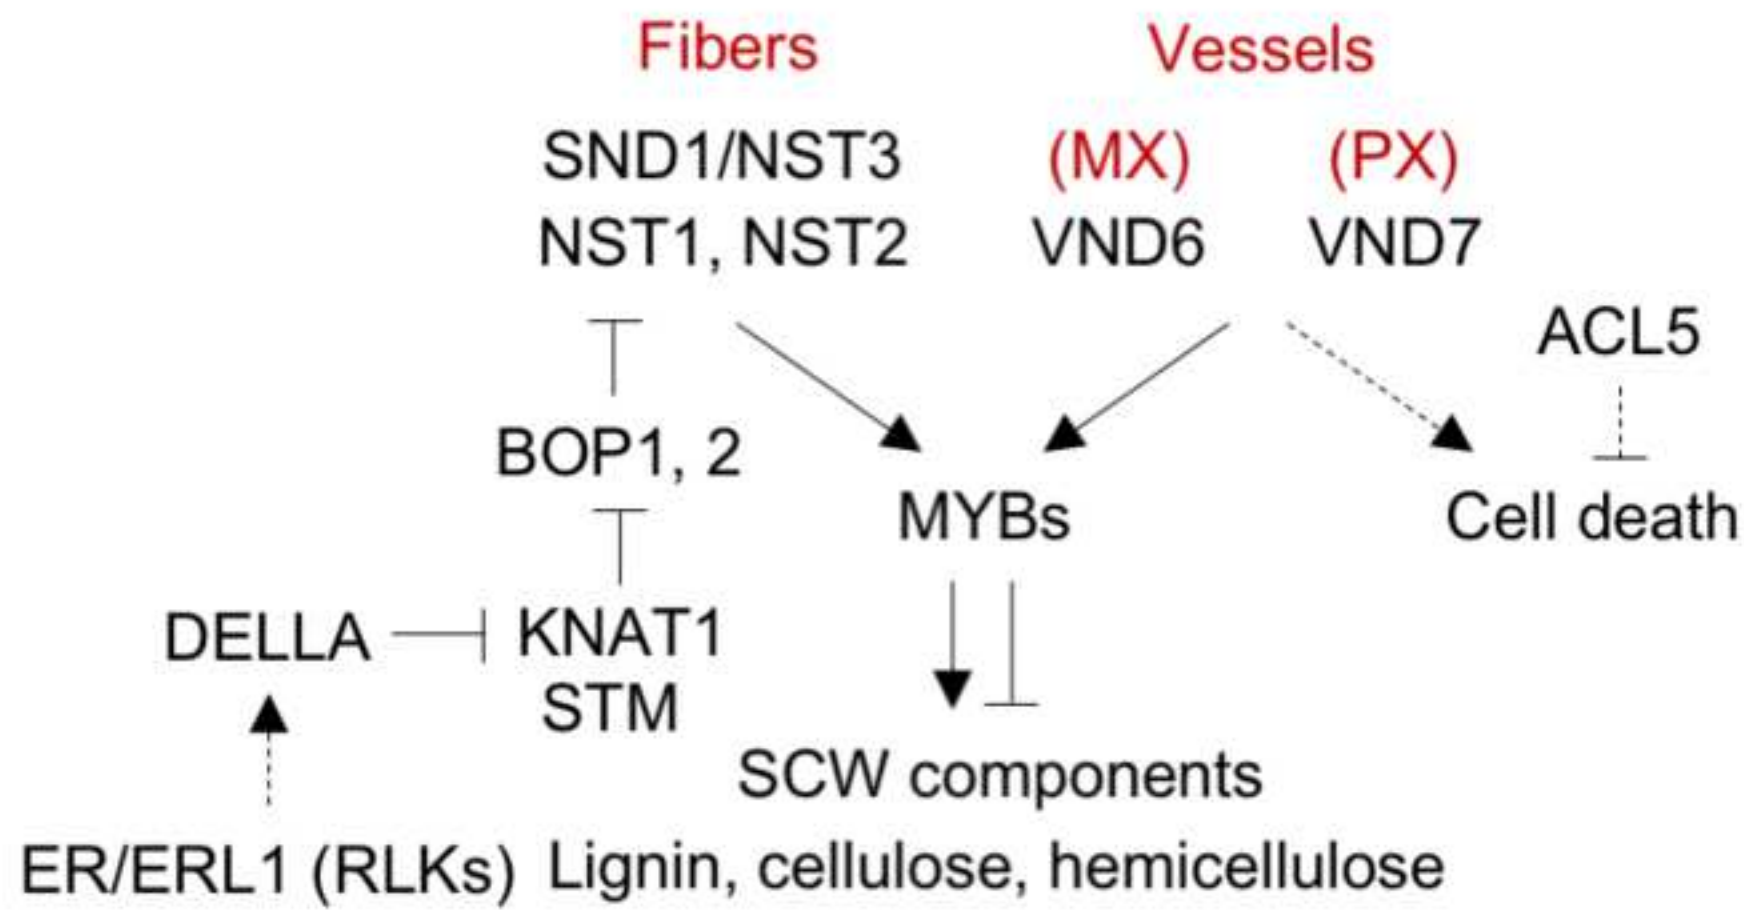 Fibers
Vessels
SND1/NST3
(MX)
(PX)
NST1, NST2
VND6
VND7
ACL5
BOP1, 2
MYBs
Cell death
DELLA
KNAT1
STM
SCW components
ER/ERL1 (RLKs)
Lignin, cellulose, hemicellulose